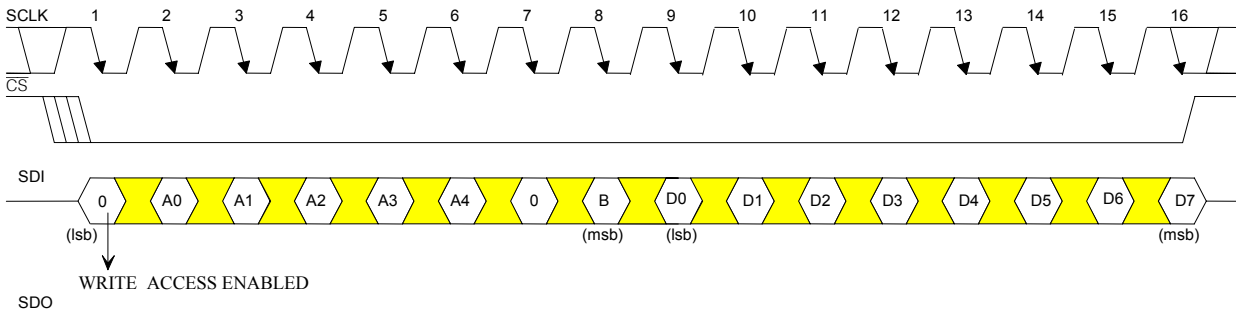 SCLK 1 2 3 4 5 6 7 8 9 10 11 12 13 14 15 16
CS
SDI
0 A0 A1 A2 A3 A4 0 B D0 D1 D2 D3 D4 D5 D6 D7
(lsb) (msb) (lsb) (msb)
WRITE ACCESS ENABLED
SDO